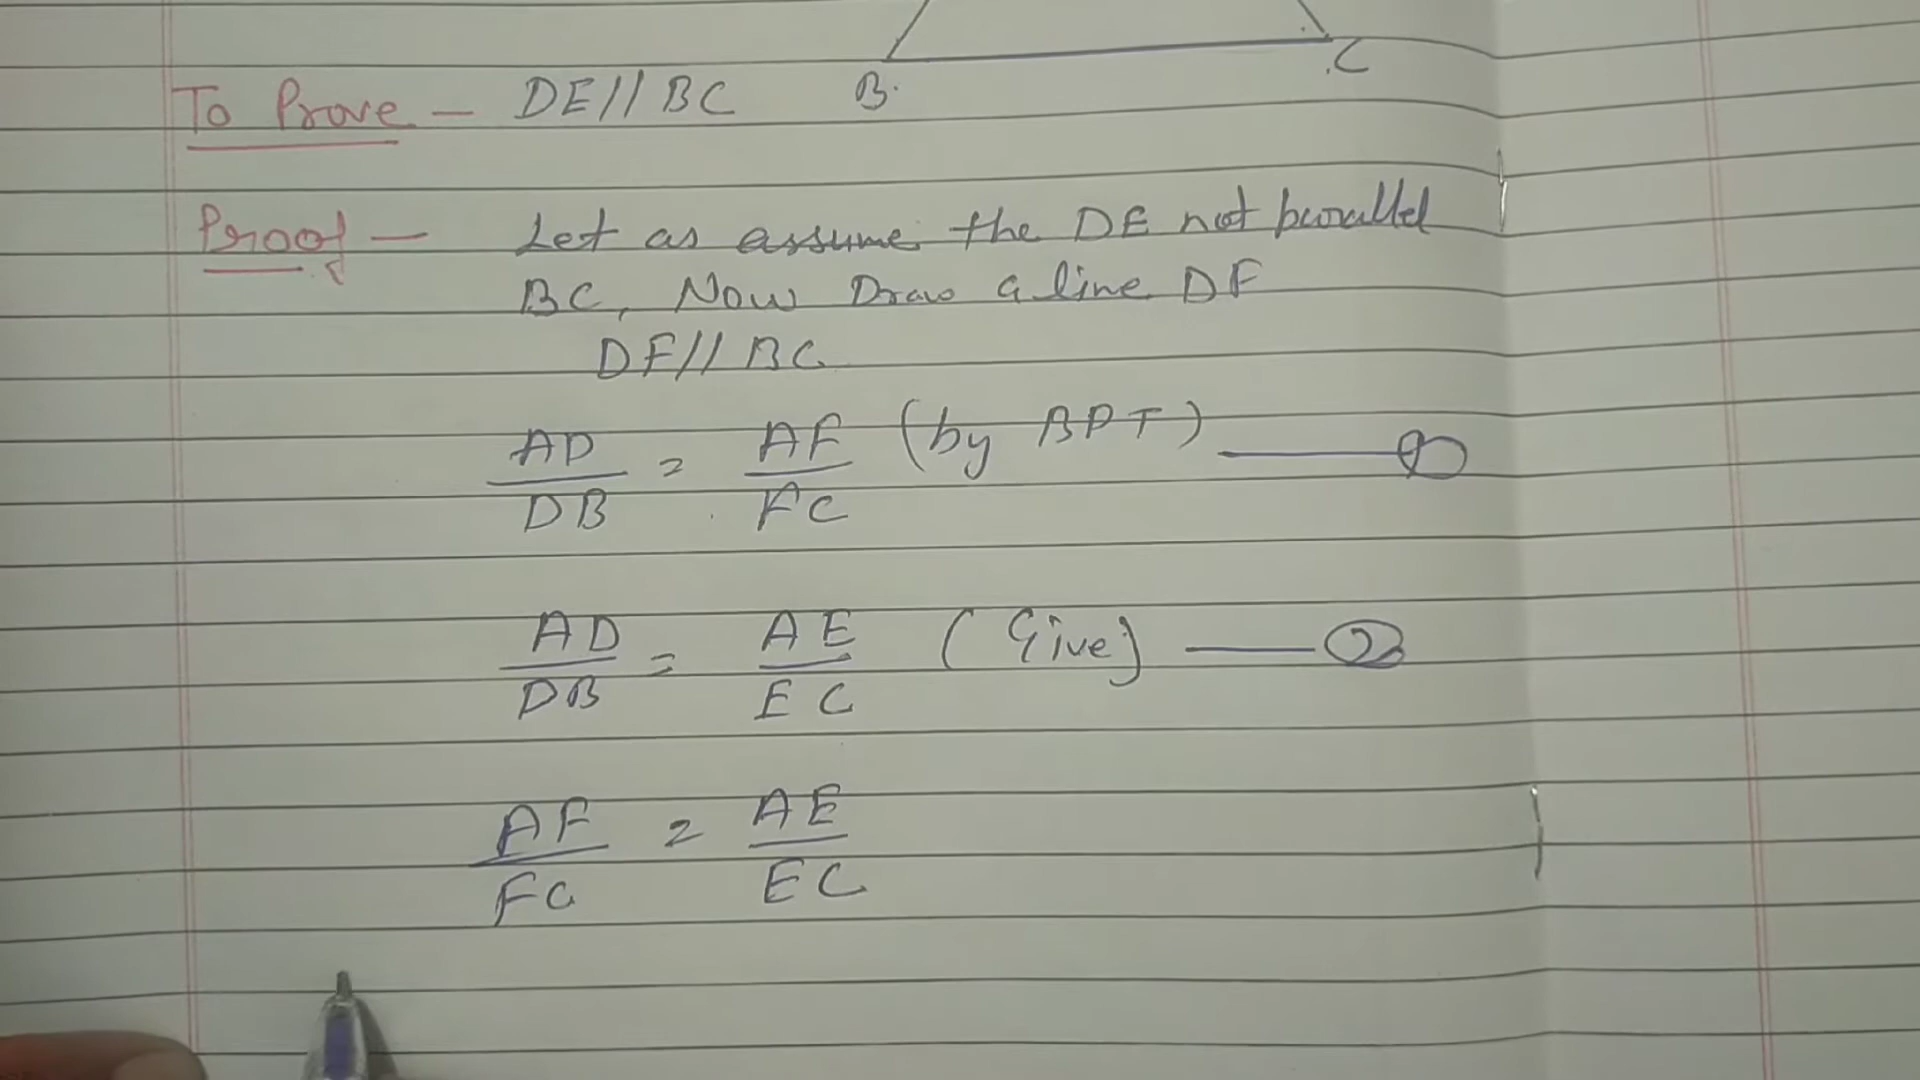 B. .C
To Prove - DE // BC
Proof - Let as assume the DE not parallel
BC, Now Draw a line DF
DF // BC
AD/DB = AF/FC (by BPT) —— 1
AD/DB = AE/EC (Give) —— 2
AF/FC = AE/EC